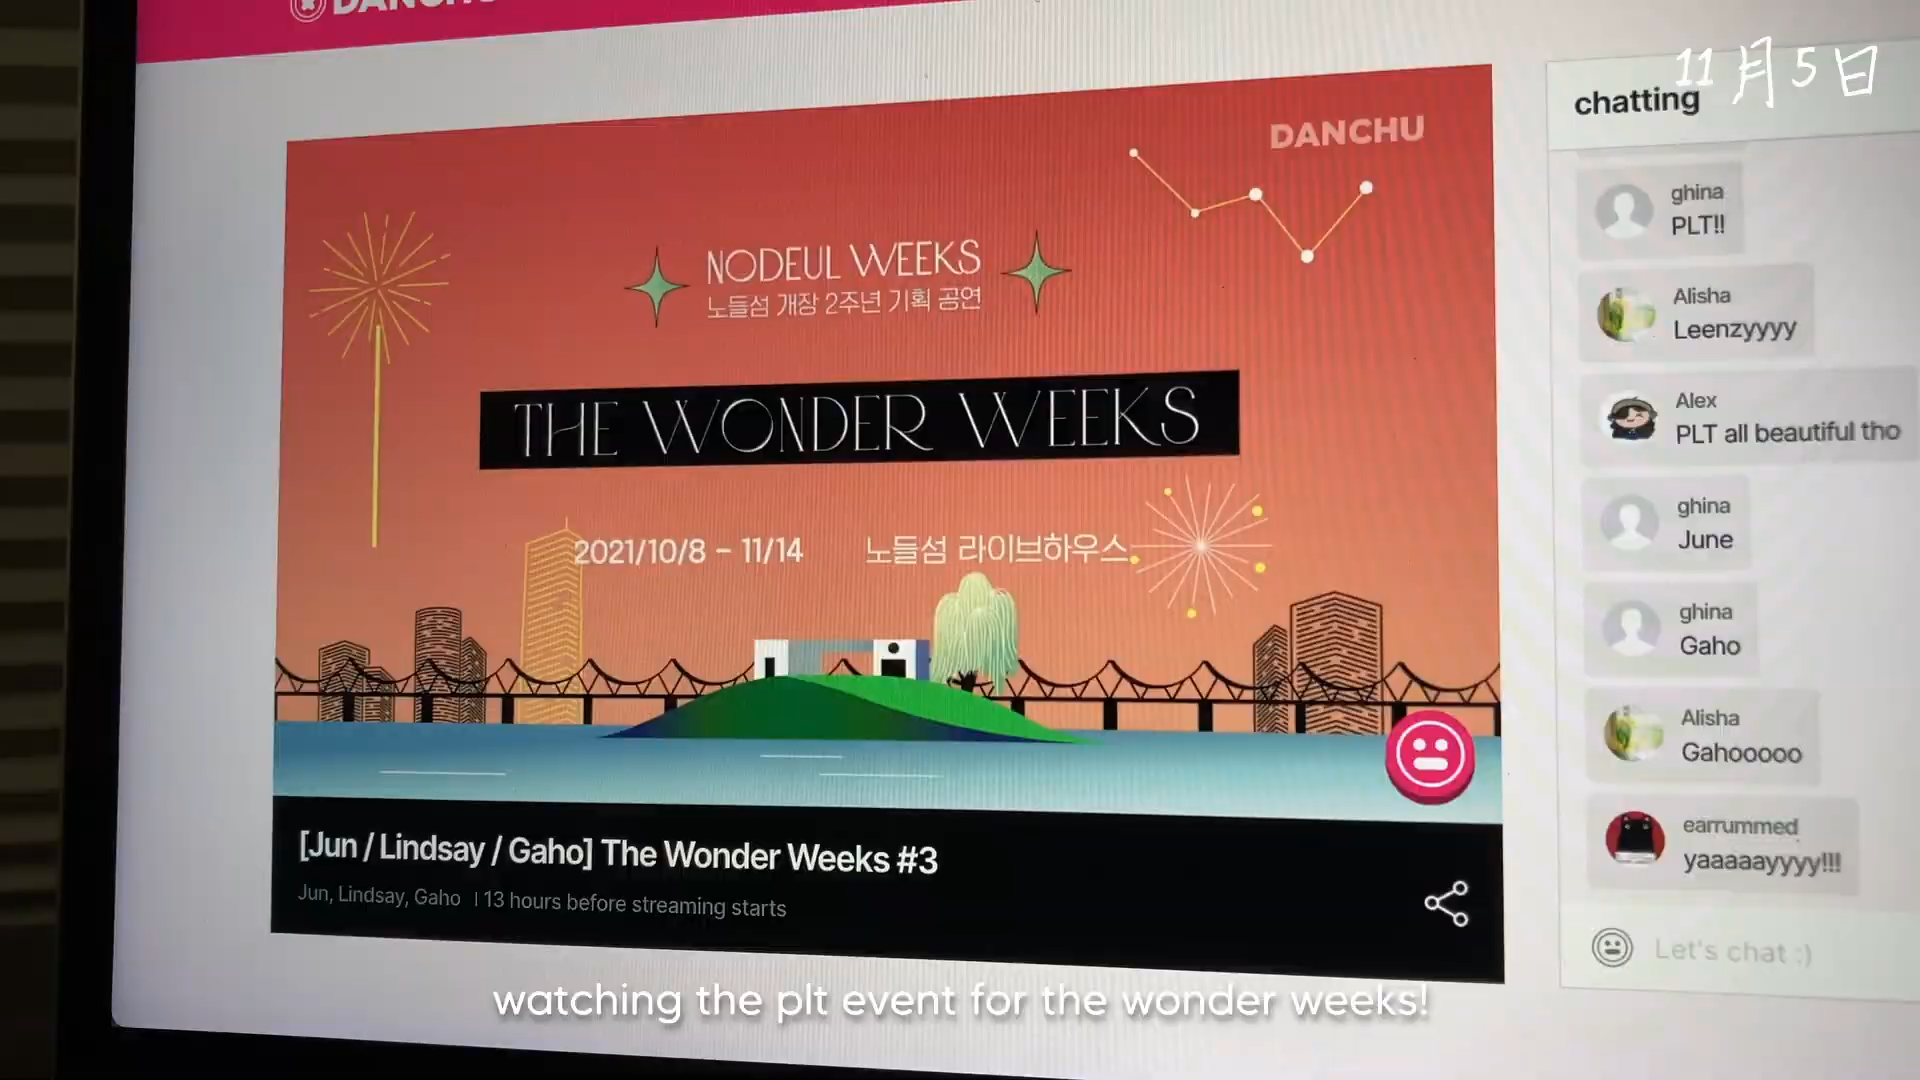 DANCHU
11月5日
chatting
DANCHU
NODEUL WEEKS
노들섬 개장 2주년 기획 공연
THE WONDER WEEKS
2021/10/8 - 11/14 노들섬 라이브하우스
[Jun / Lindsay / Gaho] The Wonder Weeks #3
Jun, Lindsay, Gaho | 13 hours before streaming starts
ghina
PLT!!
Alisha
Leenzyyyy
Alex
PLT all beautiful tho
ghina
June
ghina
Gaho
Alisha
Gahooooo
earrummed
yaaaaayyyy!!!
Let's chat :)
watching the plt event for the wonder weeks!